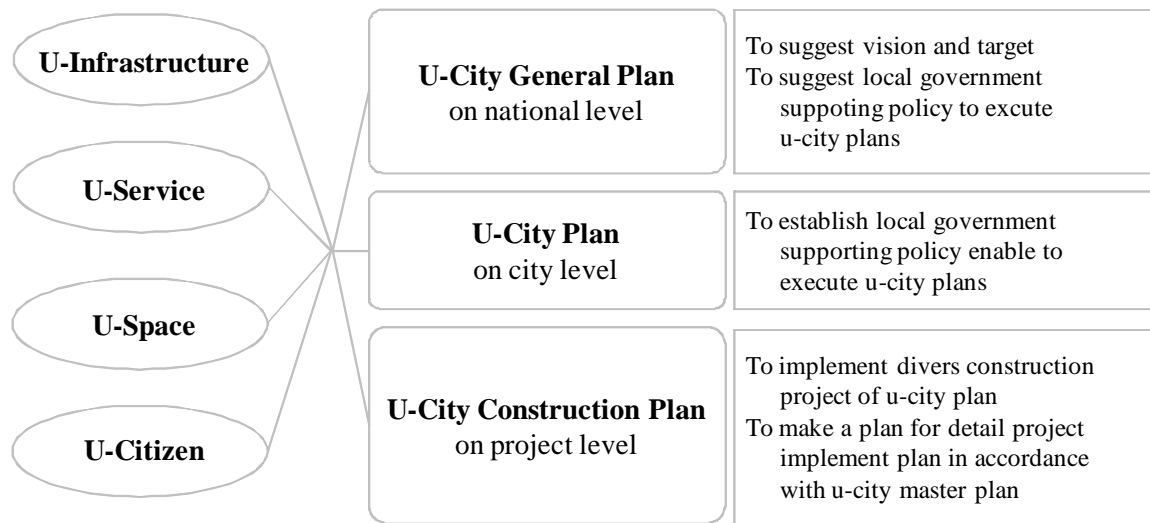 U-Infrastructure
U-Service
U-Space
U-Citizen
U-City General Plan
on national level
To suggest vision and target
To suggest local government
suppoting policy to excute
u-city plans
U-City Plan
on city level
To establish local government
supporting policy enable to
execute u-city plans
U-City Construction Plan
on project level
To implement divers construction
project of u-city plan
To make a plan for detail project
implement plan in accordance
with u-city master plan